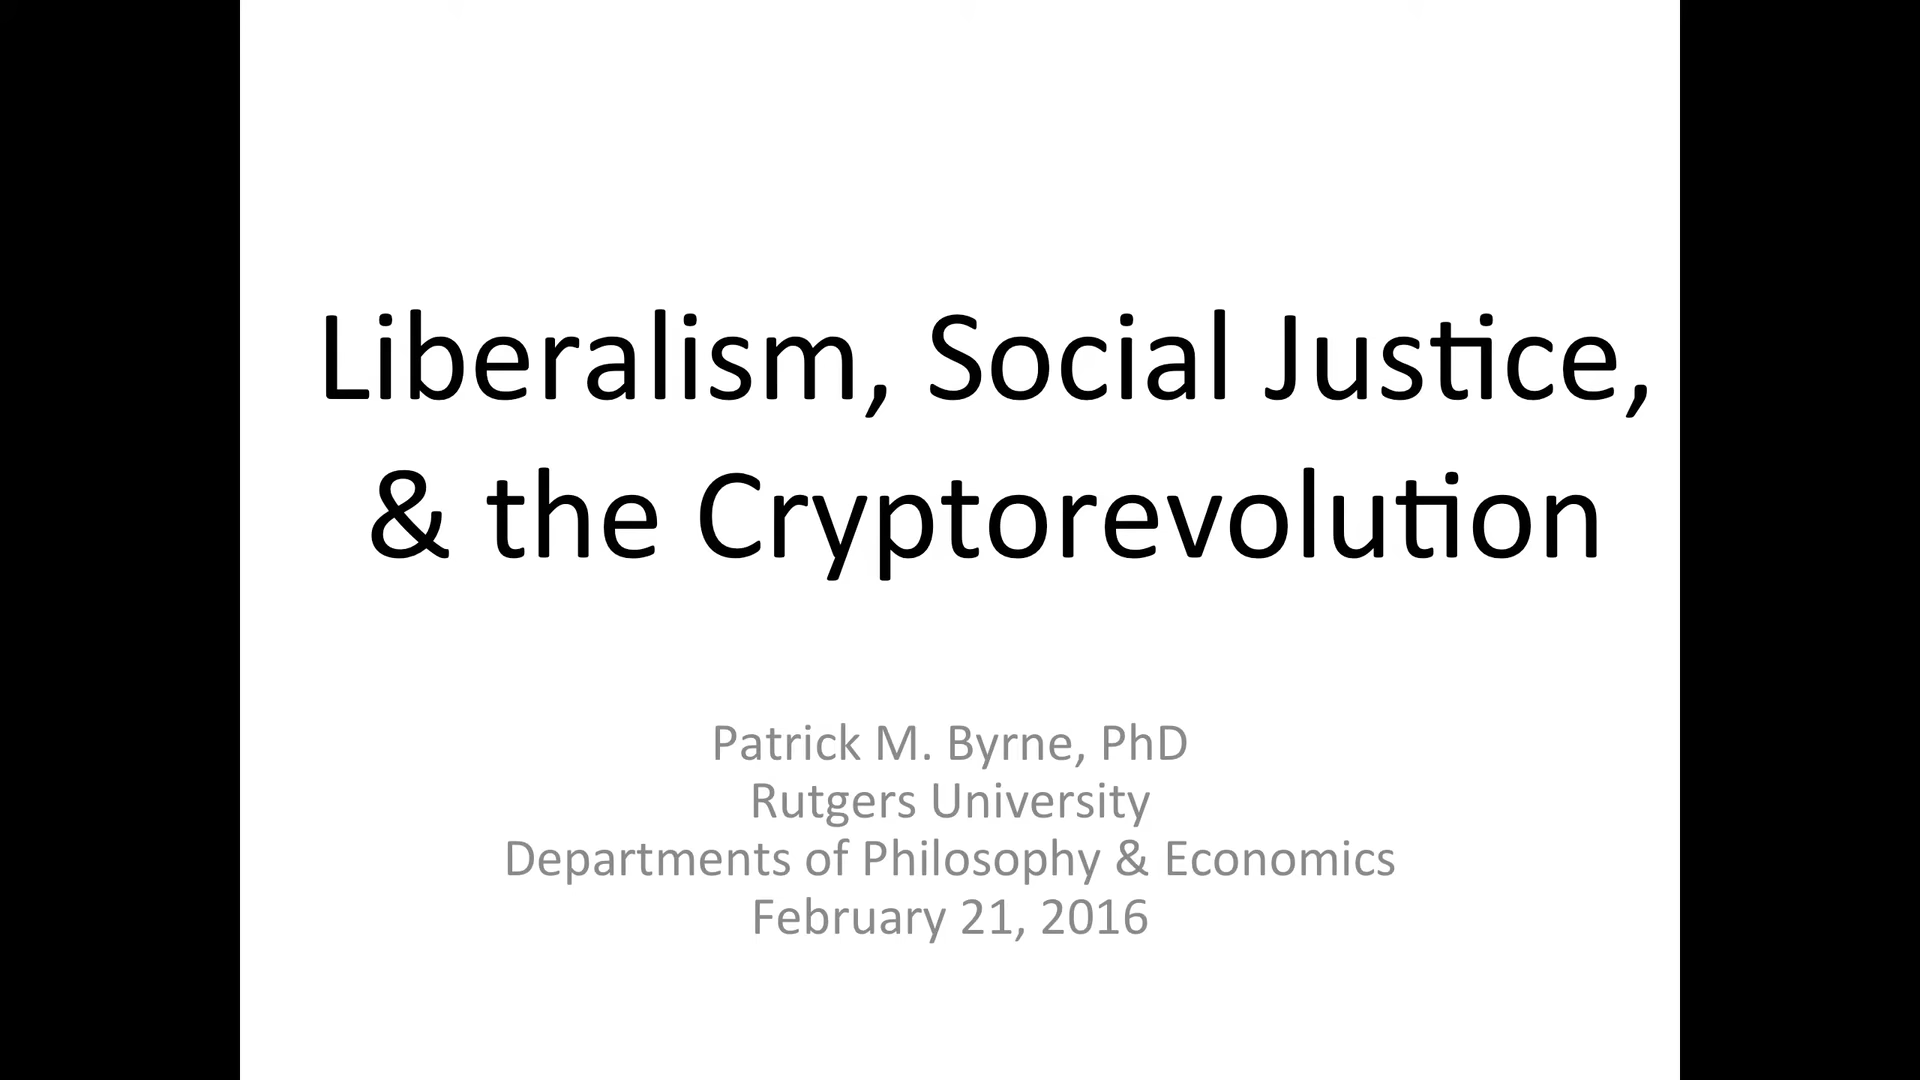 Liberalism, Social Justice,
& the Cryptorevolution
Patrick M. Byrne, PhD
Rutgers University
Departments of Philosophy & Economics
February 21, 2016